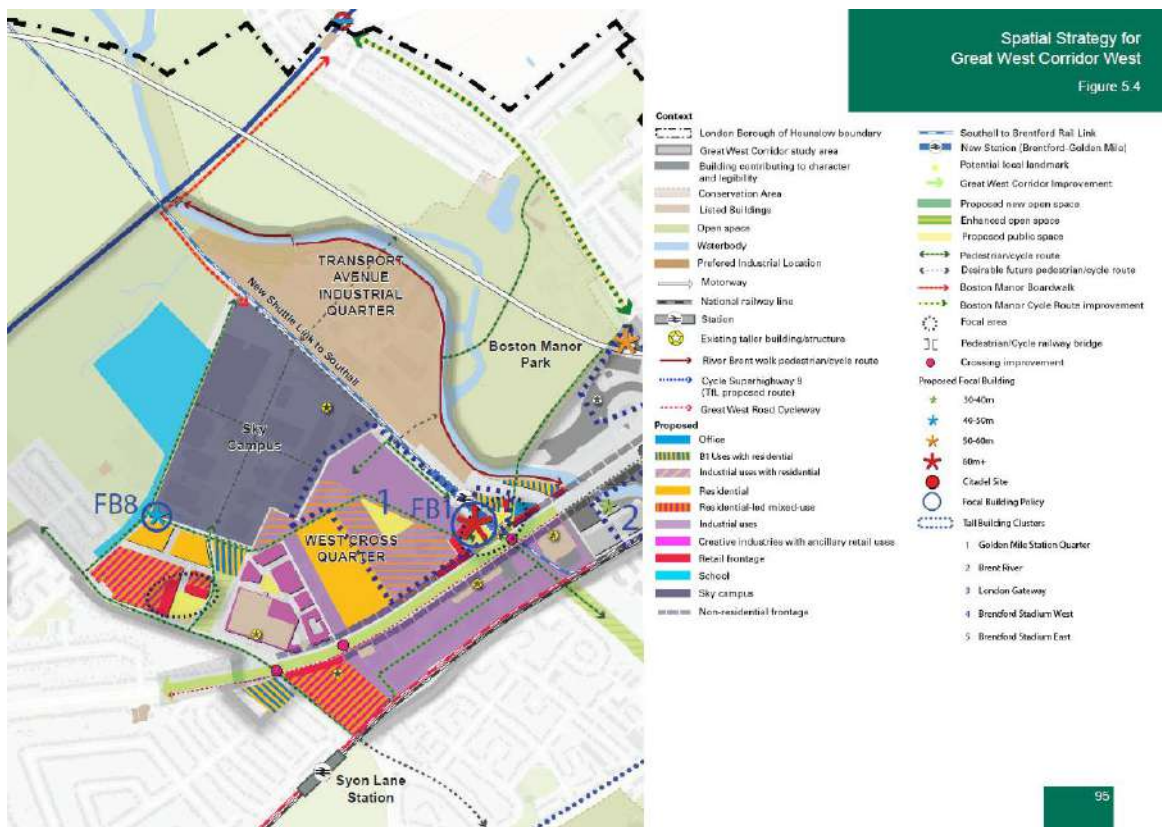 Spatial Strategy for
Great West Corridor West
Figure 5.4
TRANSPORT
AVENUE
INDUSTRIAL
QUARTER
New Shuttle Link to Southall
Boston Manor
Park
Sky
Campus
FB8
1
FB1
3
2
WEST CROSS
QUARTER
Syon Lane
Station
Context
London Borough of Hounslow boundary
Great West Corridor study area
Building contributing to character
and legibility
Conservation Area
Listed Buildings
Open space
Waterbody
Prefered Industrial Location
Motorway
National railway line
Station
Existing taller building/structure
River Brent walk pedestrian/cycle route
Cycle Superhighway 9
(TfL proposed route)
Great West Road Cycleway
Proposed
Office
B1 Uses with residential
Industrial uses with residential
Residential
Residential-led mixed-use
Industrial uses
Creative industries with ancillary retail uses
Retail frontage
School
Sky campus
Non-residential frontage
Southall to Brentford Rail Link
New Station (Brentford-Golden Mile)
Potential local landmark
Great West Corridor Improvement
Proposed new open space
Enhanced open space
Proposed public space
Pedestrian/cycle route
Desirable future pedestrian/cycle route
Boston Manor Boardwalk
Boston Manor Cycle Route improvement
Focal area
Pedestrian/Cycle railway bridge
Crossing improvement
Proposed Focal Building
30-40m
40-50m
50-60m
60m+
Citadel Site
Focal Building Policy
Tall Building Clusters
1 Golden Mile Station Quarter
2 Brent River
3 London Gateway
4 Brentford Stadium West
5 Brentford Stadium East
95